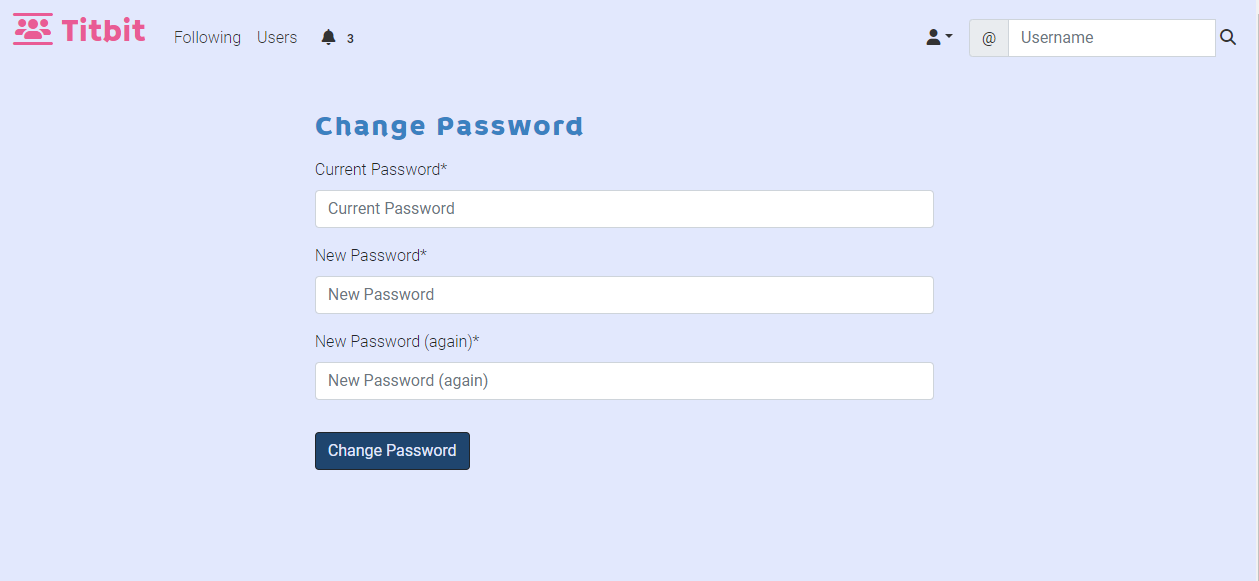 Titbit
Following Users 3
@ Username
Change Password
Current Password*
Current Password
New Password*
New Password
New Password (again)*
New Password (again)
Change Password